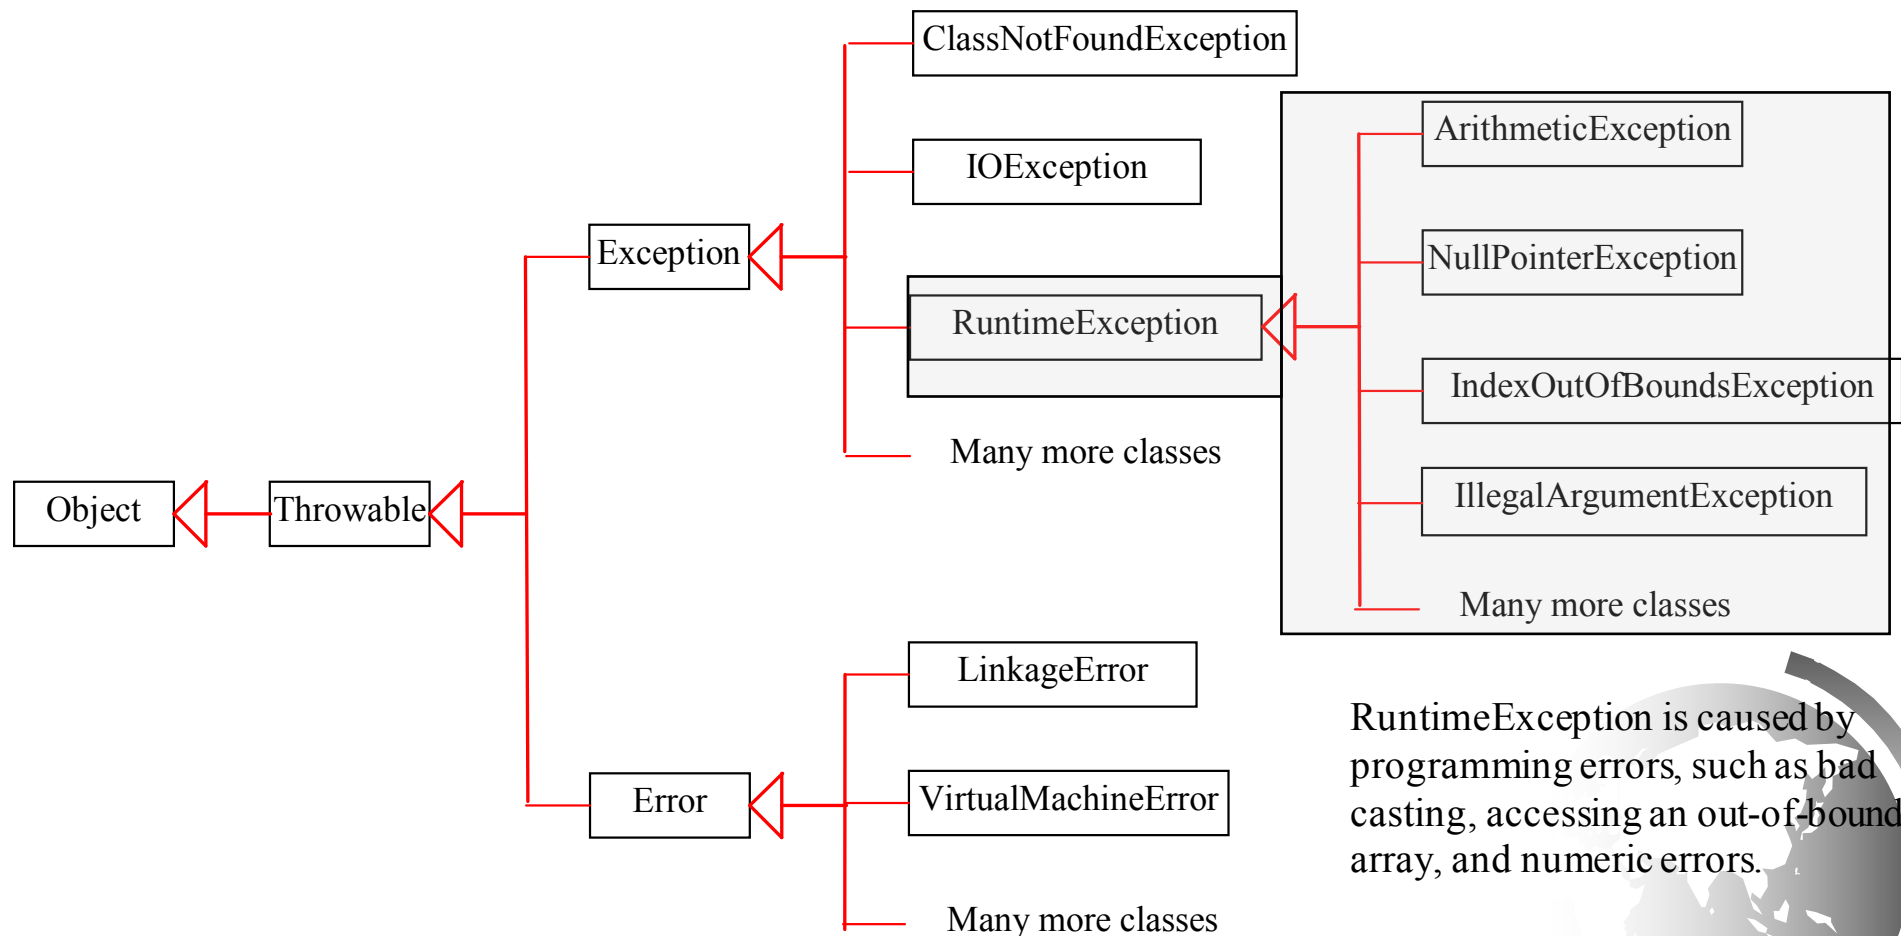 ClassNotFoundException
ArithmeticException
IOException
Exception
NullPointerException
RuntimeException
IndexOutOfBoundsException
Many more classes
Object
Throwable
IllegalArgumentException
Many more classes
LinkageError
Error
VirtualMachineError
Many more classes
RuntimeException is caused by
programming errors, such as bad
casting, accessing an out-of-bound
array, and numeric errors.